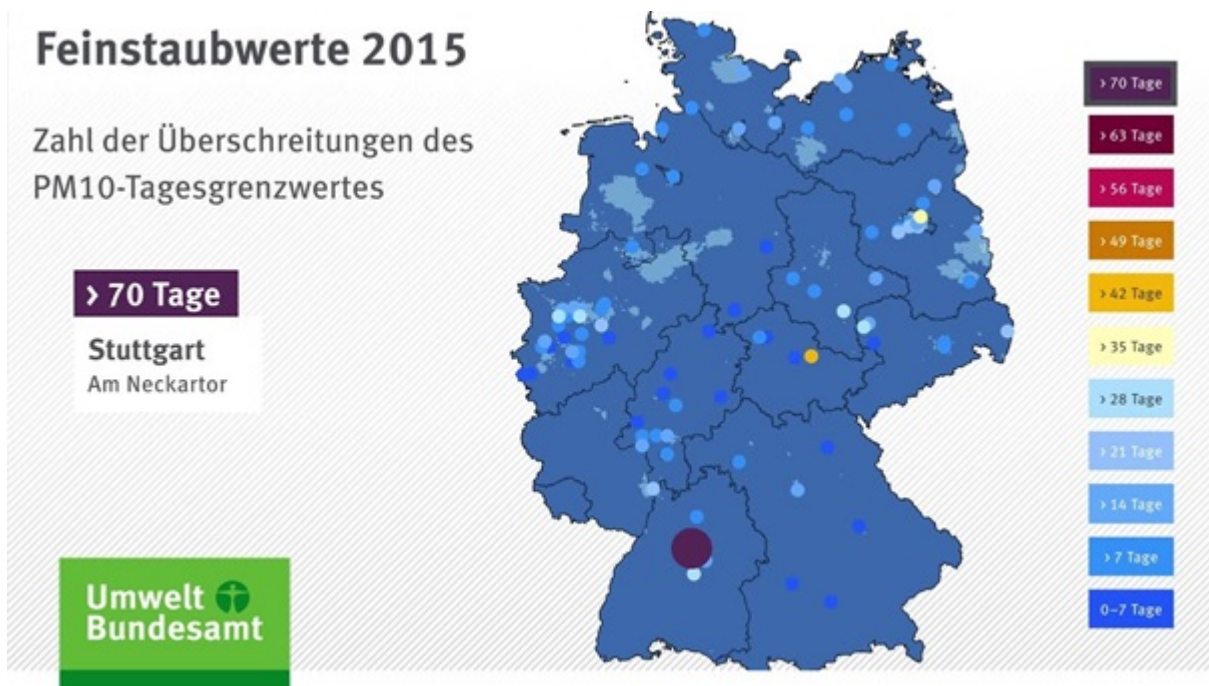 Feinstaubwerte 2015
Zahl der Überschreitungen des
PM10-Tagesgrenzwertes
› 70 Tage
Stuttgart
Am Neckartor
Umwelt
Bundesamt
› 70 Tage
› 63 Tage
› 56 Tage
› 49 Tage
› 42 Tage
› 35 Tage
› 28 Tage
› 21 Tage
› 14 Tage
› 7 Tage
0–7 Tage